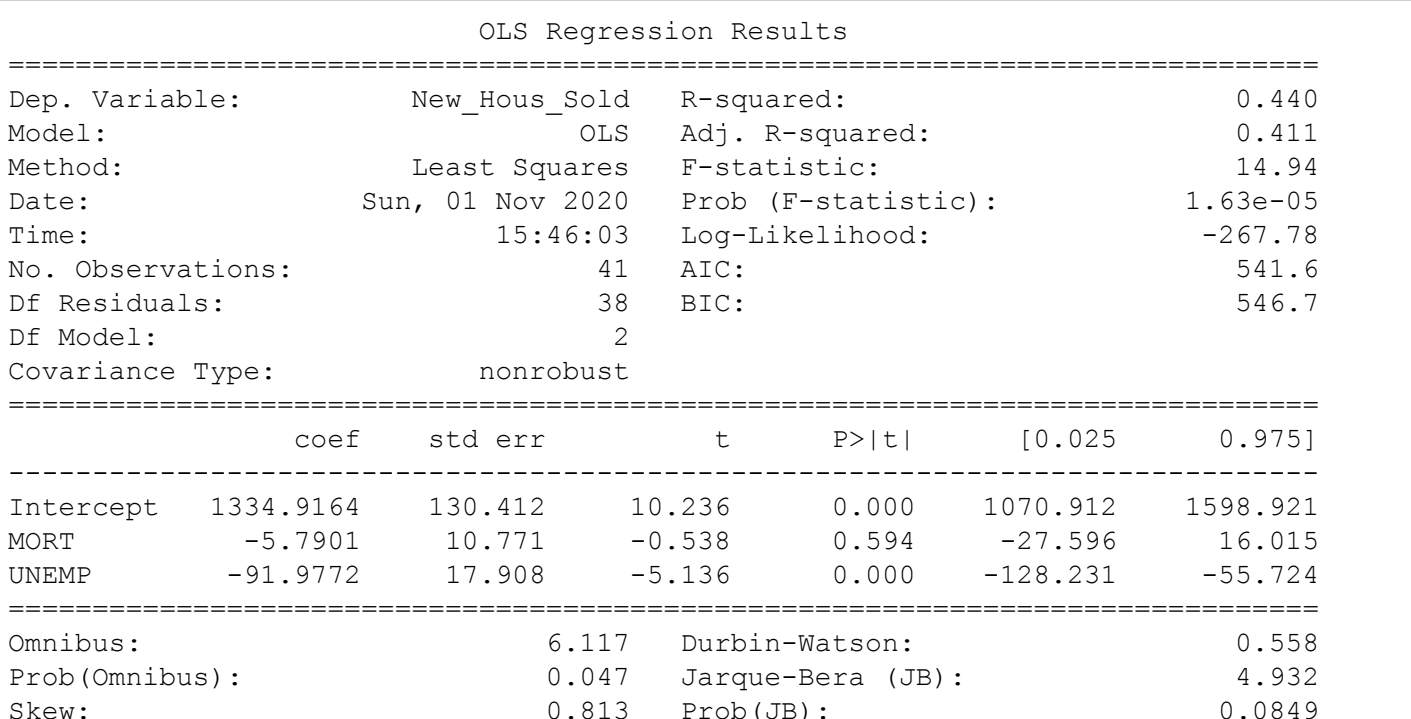 OLS Regression Results
==============================================================================
Dep. Variable: New_Hous_Sold R-squared: 0.440
Model: OLS Adj. R-squared: 0.411
Method: Least Squares F-statistic: 14.94
Date: Sun, 01 Nov 2020 Prob (F-statistic): 1.63e-05
Time: 15:46:03 Log-Likelihood: -267.78
No. Observations: 41 AIC: 541.6
Df Residuals: 38 BIC: 546.7
Df Model: 2
Covariance Type: nonrobust
==============================================================================
coef std err t P>|t| [0.025 0.975]
------------------------------------------------------------------------------
Intercept 1334.9164 130.412 10.236 0.000 1070.912 1598.921
MORT -5.7901 10.771 -0.538 0.594 -27.596 16.015
UNEMP -91.9772 17.908 -5.136 0.000 -128.231 -55.724
==============================================================================
Omnibus: 6.117 Durbin-Watson: 0.558
Prob(Omnibus): 0.047 Jarque-Bera (JB): 4.932
Skew: 0.813 Prob(JB): 0.0849